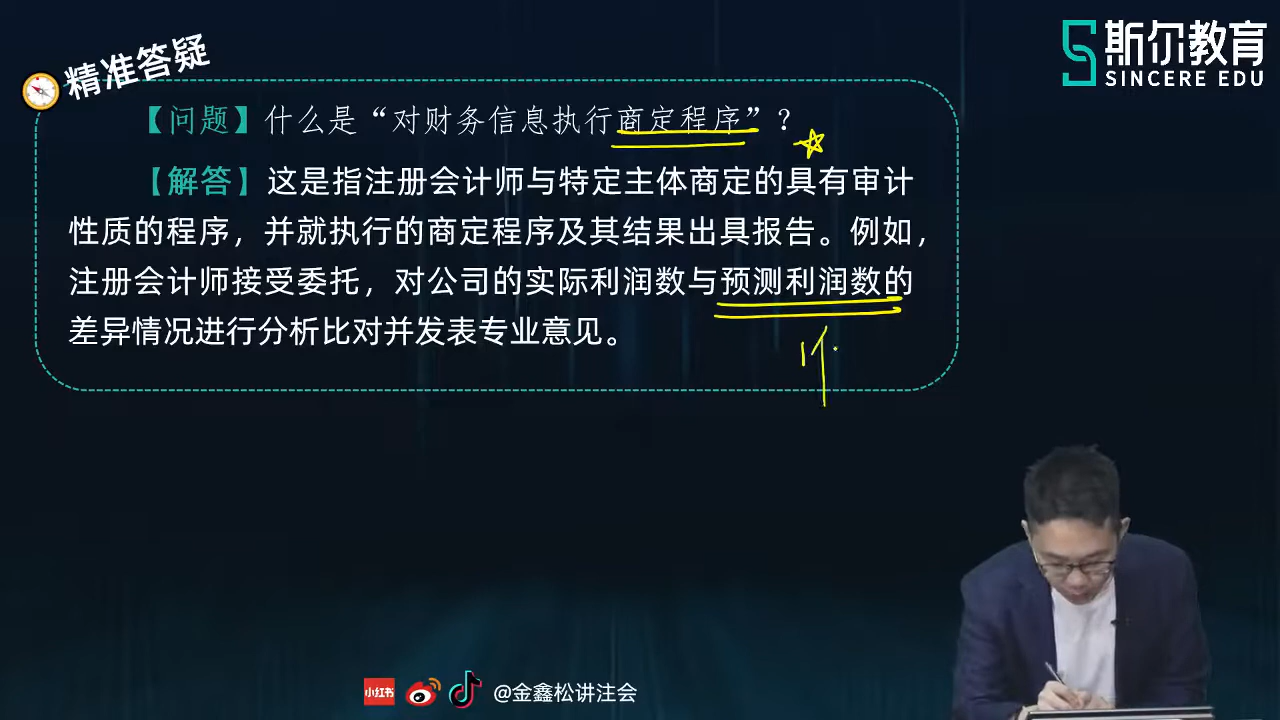 精准答疑
斯尔教育
SINCERE EDU
【问题】什么是“对财务信息执行商定程序”？
【解答】这是指注册会计师与特定主体商定的具有审计
性质的程序，并就执行的商定程序及其结果出具报告。例如，
注册会计师接受委托，对公司的实际利润数与预测利润数的
差异情况进行分析比对并发表专业意见。
小红书
@金鑫松讲注会